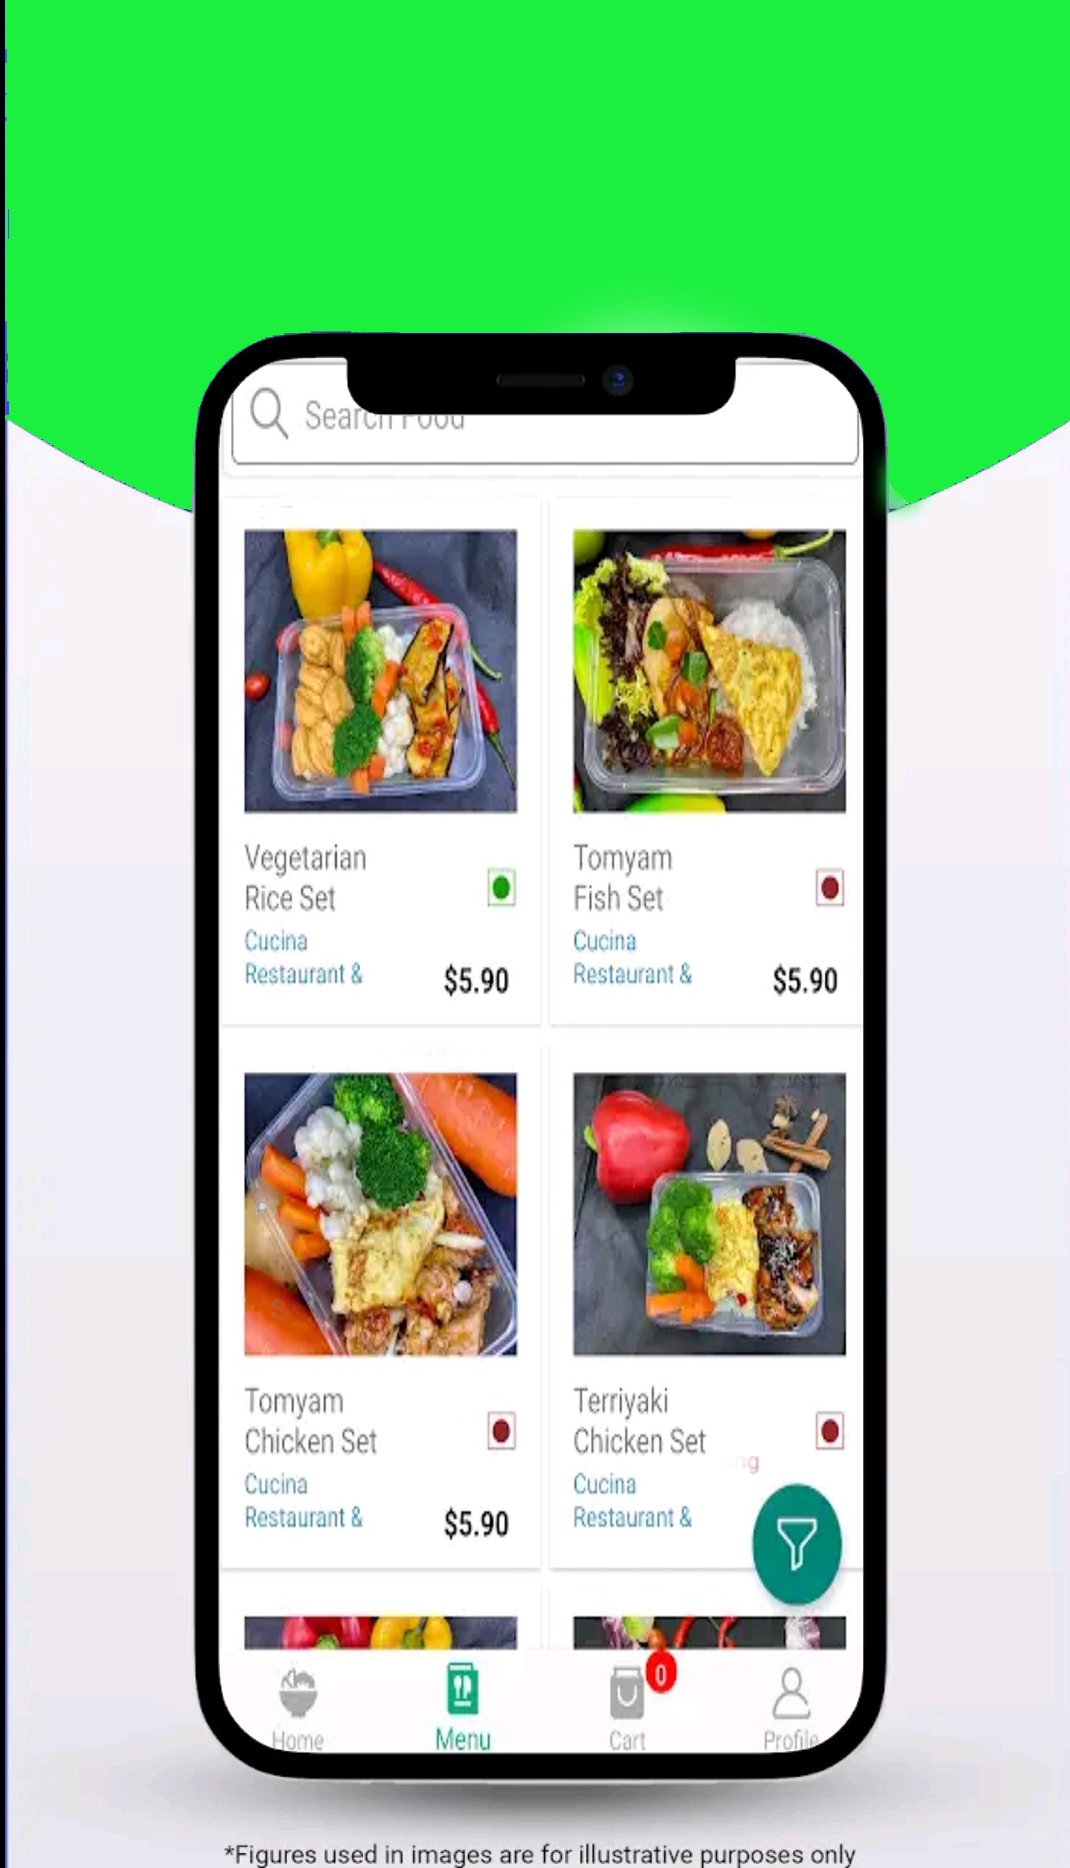 Search Food
Vegetarian
Rice Set
Cucina
Restaurant &
$5.90
Tomyam
Fish Set
Cucina
Restaurant &
$5.90
Tomyam
Chicken Set
Cucina
Restaurant &
$5.90
Terriyaki
Chicken Set
Cucina
Restaurant &
0
Home
Menu
Cart
Profile
*Figures used in images are for illustrative purposes only